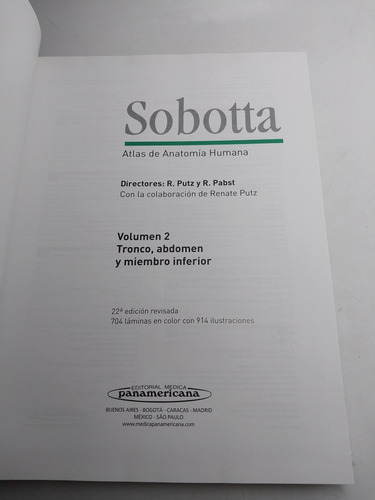 Sobotta
Atlas de Anatomía Humana
Directores: R. Putz y R. Pabst
Con la colaboración de Renate Putz
Volumen 2
Tronco, abdomen
y miembro inferior
22ª edición revisada
704 láminas en color con 914 ilustraciones
EDITORIAL MEDICA
panamericana
BUENOS AIRES - BOGOTÁ - CARACAS - MADRID
MÉXICO - SÃO PAULO
www.medicapanamericana.com